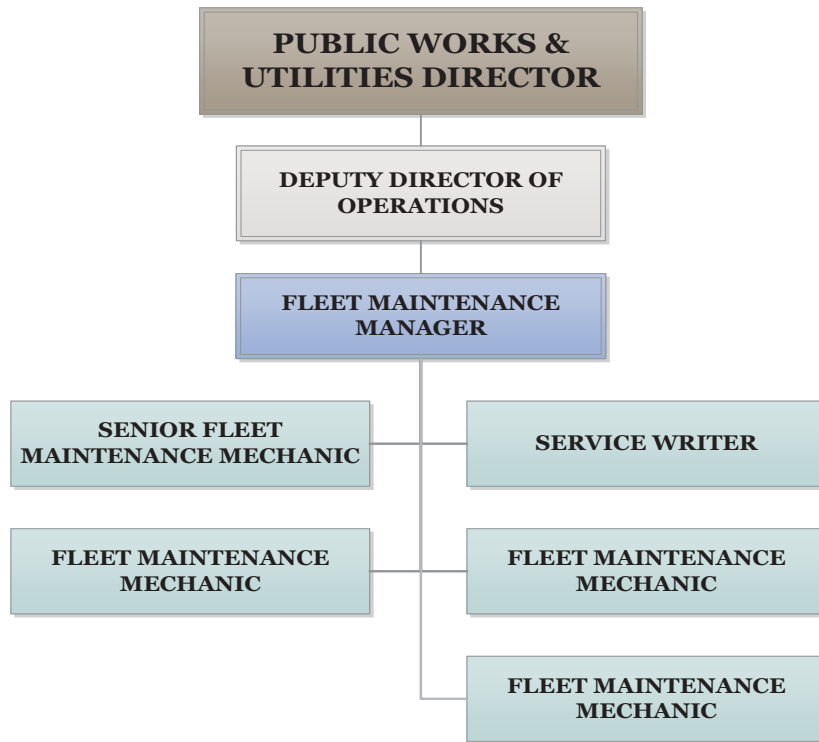 PUBLIC WORKS &
UTILITIES DIRECTOR
DEPUTY DIRECTOR OF
OPERATIONS
FLEET MAINTENANCE
MANAGER
SENIOR FLEET
MAINTENANCE MECHANIC
SERVICE WRITER
FLEET MAINTENANCE
MECHANIC
FLEET MAINTENANCE
MECHANIC
FLEET MAINTENANCE
MECHANIC